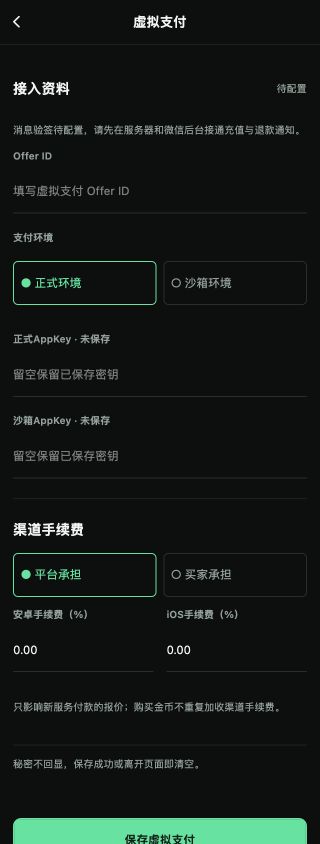 虚拟支付
接入资料 待配置
消息验签待配置，请先在服务器和微信后台接通充值与退款通知。
Offer ID
填写虚拟支付 Offer ID
支付环境
正式环境 沙箱环境
正式AppKey · 未保存
留空保留已保存密钥
沙箱AppKey · 未保存
留空保留已保存密钥
渠道手续费
平台承担 买家承担
安卓手续费（%） iOS手续费（%）
0.00 0.00
只影响新服务付款的报价；购买金币不重复加收渠道手续费。
秘密不回显，保存成功或离开页面即清空。
保存虚拟支付